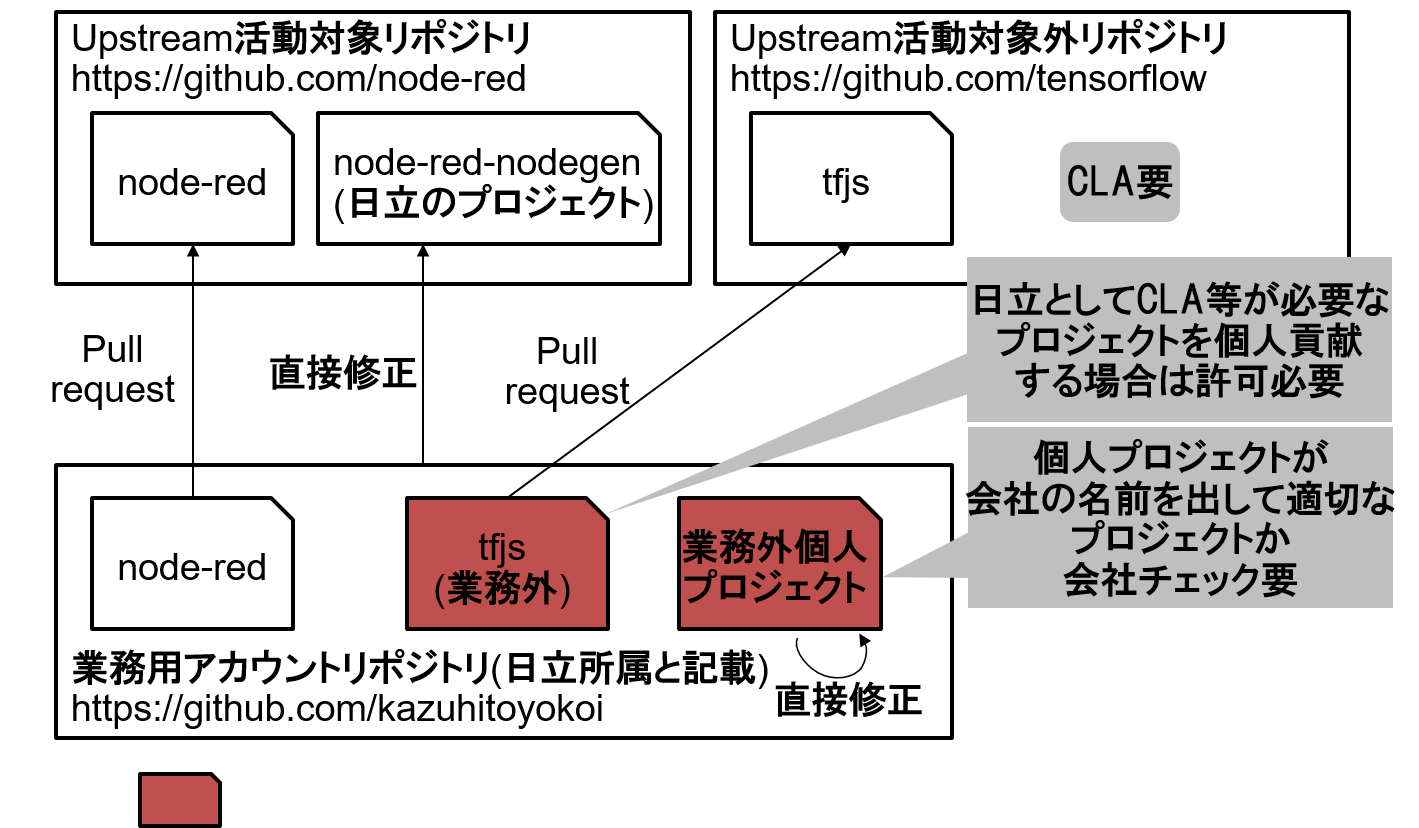 Upstream活動対象リポジトリ
https://github.com/node-red
node-red
node-red-nodegen
(日立のプロジェクト)
Upstream活動対象外リポジトリ
https://github.com/tensorflow
tfjs
CLA要
Pull
request
直接修正
Pull
request
日立としてCLA等が必要な
プロジェクトを個人貢献
する場合は許可必要
個人プロジェクトが
会社の名前を出して適切な
プロジェクトか
会社チェック要
node-red
tfjs
(業務外)
業務外個人
プロジェクト
業務用アカウントリポジトリ(日立所属と記載)
https://github.com/kazuhitoyokoi
直接修正